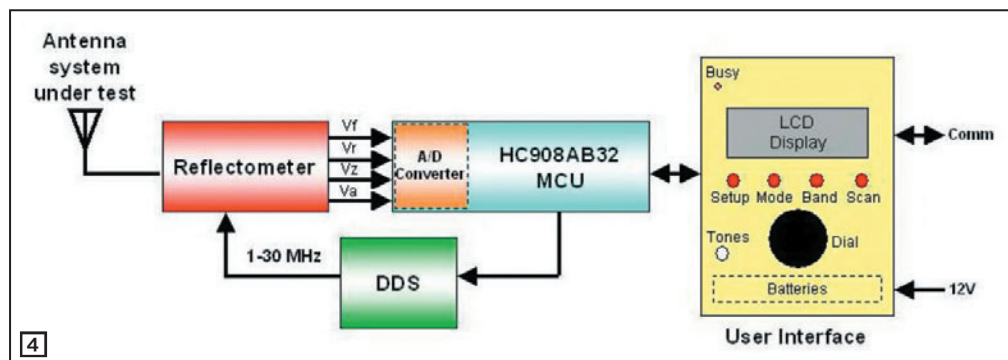 Antenna
system
under test
Reflectometer
Vf
Vr
Vz
Va
A/D
Converter
HC908AB32
MCU
1-30 MHz
DDS
Busy
LCD
Display
Setup Mode Band Scan
Tones
Dial
Batteries
Comm
12V
User Interface
4